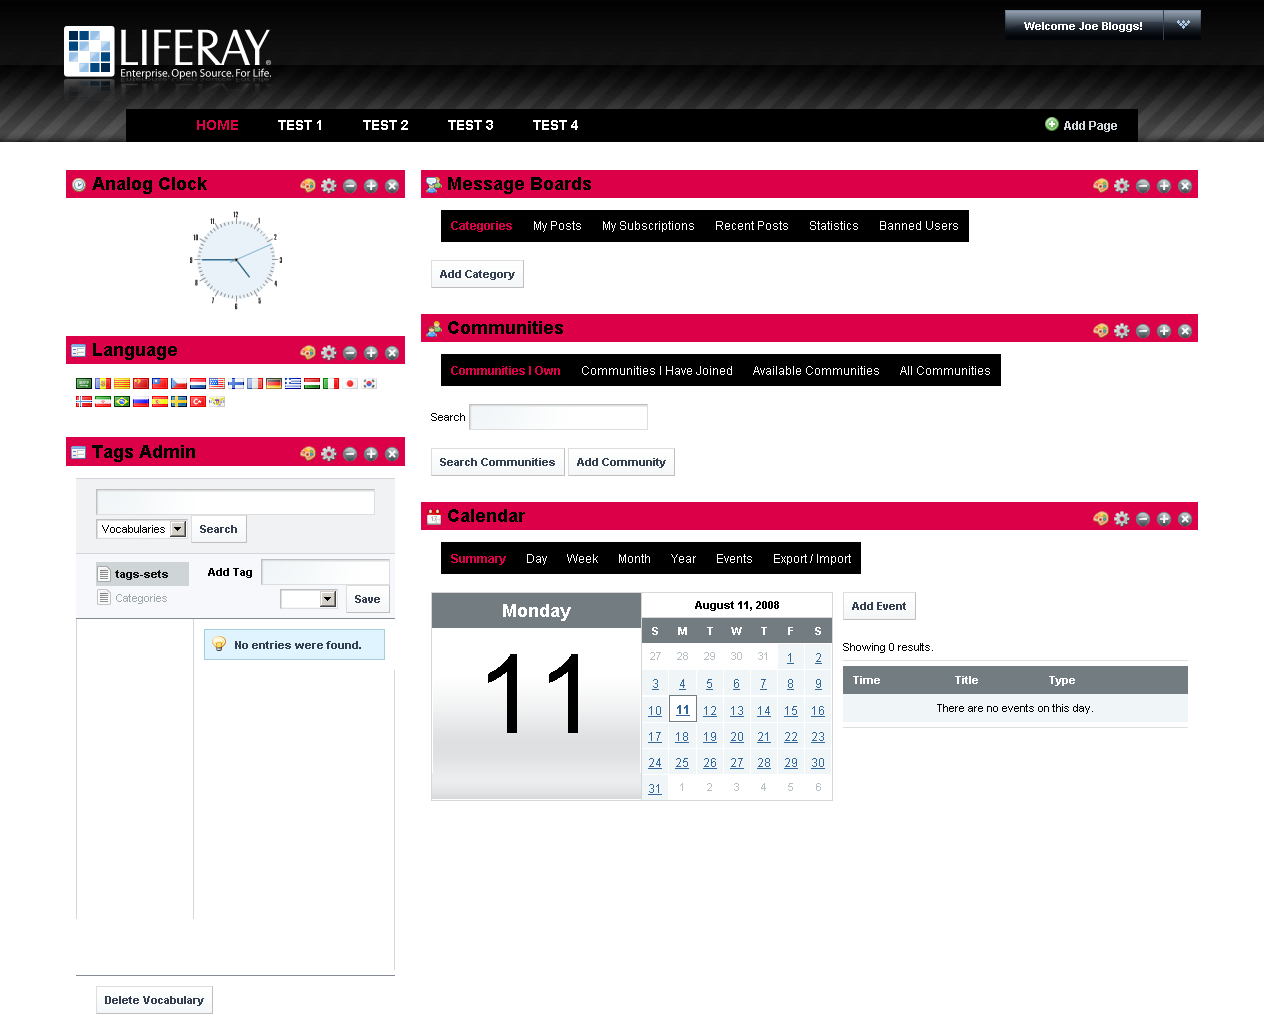 Welcome Joe Bloggs!
LIFERAY.
Enterprise. Open Source. For Life.
HOME TEST 1 TEST 2 TEST 3 TEST 4 Add Page
Analog Clock
12
1
2
3
4
5
6
7
8
9
10
11
Language
Tags Admin
Vocabularies Search
tags-sets Add Tag
Categories Save
No entries were found.
Delete Vocabulary
Message Boards
Categories My Posts My Subscriptions Recent Posts Statistics Banned Users
Add Category
Communities
Communities I Own Communities I Have Joined Available Communities All Communities
Search
Search Communities Add Community
Calendar
Summary Day Week Month Year Events Export / Import
Monday
11
August 11, 2008
S M T W T F S
27 28 29 30 31 1 2
3 4 5 6 7 8 9
10 11 12 13 14 15 16
17 18 19 20 21 22 23
24 25 26 27 28 29 30
31 1 2 3 4 5 6
Add Event
Showing 0 results.
Time Title Type
There are no events on this day.